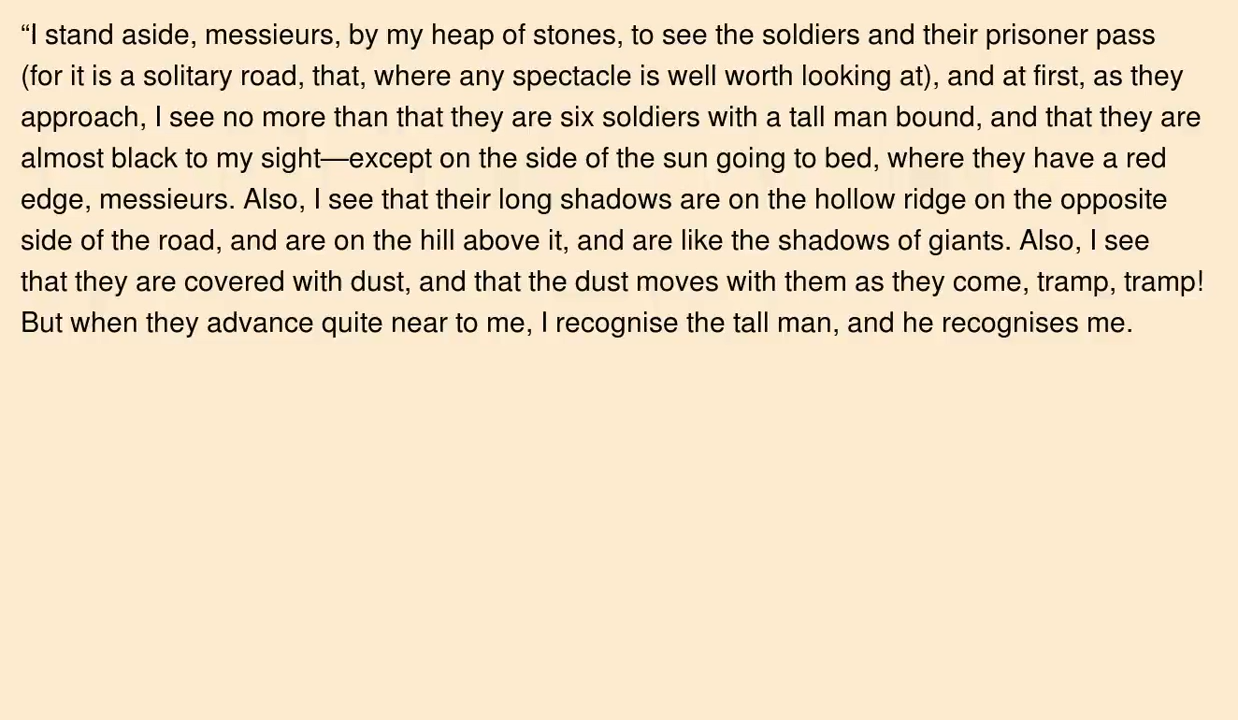 “I stand aside, messieurs, by my heap of stones, to see the soldiers and their prisoner pass
(for it is a solitary road, that, where any spectacle is well worth looking at), and at first, as they
approach, I see no more than that they are six soldiers with a tall man bound, and that they are
almost black to my sight—except on the side of the sun going to bed, where they have a red
edge, messieurs. Also, I see that their long shadows are on the hollow ridge on the opposite
side of the road, and are on the hill above it, and are like the shadows of giants. Also, I see
that they are covered with dust, and that the dust moves with them as they come, tramp, tramp!
But when they advance quite near to me, I recognise the tall man, and he recognises me.